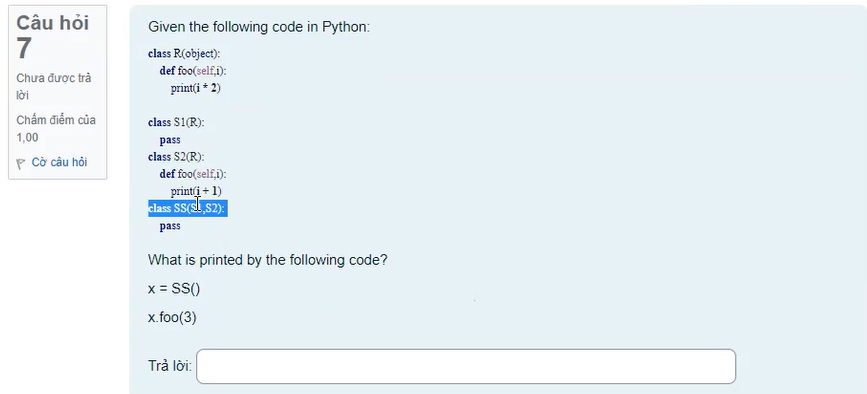 Câu hỏi
7
Chưa được trả
lời
Chấm điểm của
1,00
Cờ câu hỏi
Given the following code in Python:
class R(object):
def foo(self,i):
print(i * 2)
class S1(R):
pass
class S2(R):
def foo(self,i):
print(i + 1)
class SS(S1,S2):
pass
What is printed by the following code?
x = SS()
x.foo(3)
Trả lời: